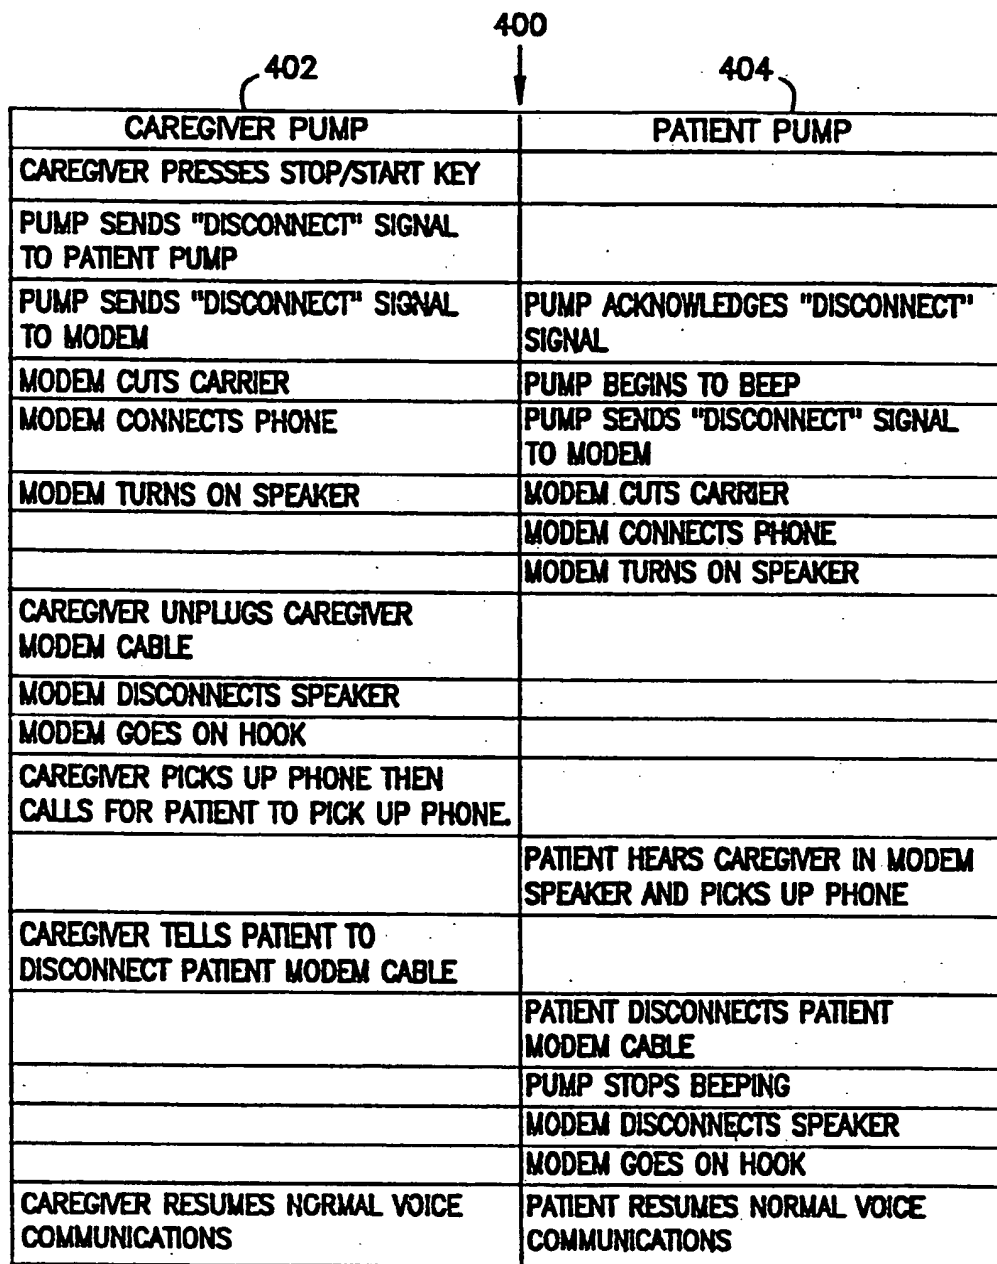 400
402
404
CAREGIVER PUMP
PATIENT PUMP
CAREGIVER PRESSES STOP/START KEY
PUMP SENDS "DISCONNECT" SIGNAL
TO PATIENT PUMP
PUMP SENDS "DISCONNECT" SIGNAL
TO MODEM
PUMP ACKNOWLEDGES "DISCONNECT"
SIGNAL
MODEM CUTS CARRIER
PUMP BEGINS TO BEEP
MODEM CONNECTS PHONE
PUMP SENDS "DISCONNECT" SIGNAL
TO MODEM
MODEM TURNS ON SPEAKER
MODEM CUTS CARRIER
MODEM CONNECTS PHONE
MODEM TURNS ON SPEAKER
CAREGIVER UNPLUGS CAREGIVER
MODEM CABLE
MODEM DISCONNECTS SPEAKER
MODEM GOES ON HOOK
CAREGIVER PICKS UP PHONE THEN
CALLS FOR PATIENT TO PICK UP PHONE.
PATIENT HEARS CAREGIVER IN MODEM
SPEAKER AND PICKS UP PHONE
CAREGIVER TELLS PATIENT TO
DISCONNECT PATIENT MODEM CABLE
PATIENT DISCONNECTS PATIENT
MODEM CABLE
PUMP STOPS BEEPING
MODEM DISCONNECTS SPEAKER
MODEM GOES ON HOOK
CAREGIVER RESUMES NORMAL VOICE
COMMUNICATIONS
PATIENT RESUMES NORMAL VOICE
COMMUNICATIONS